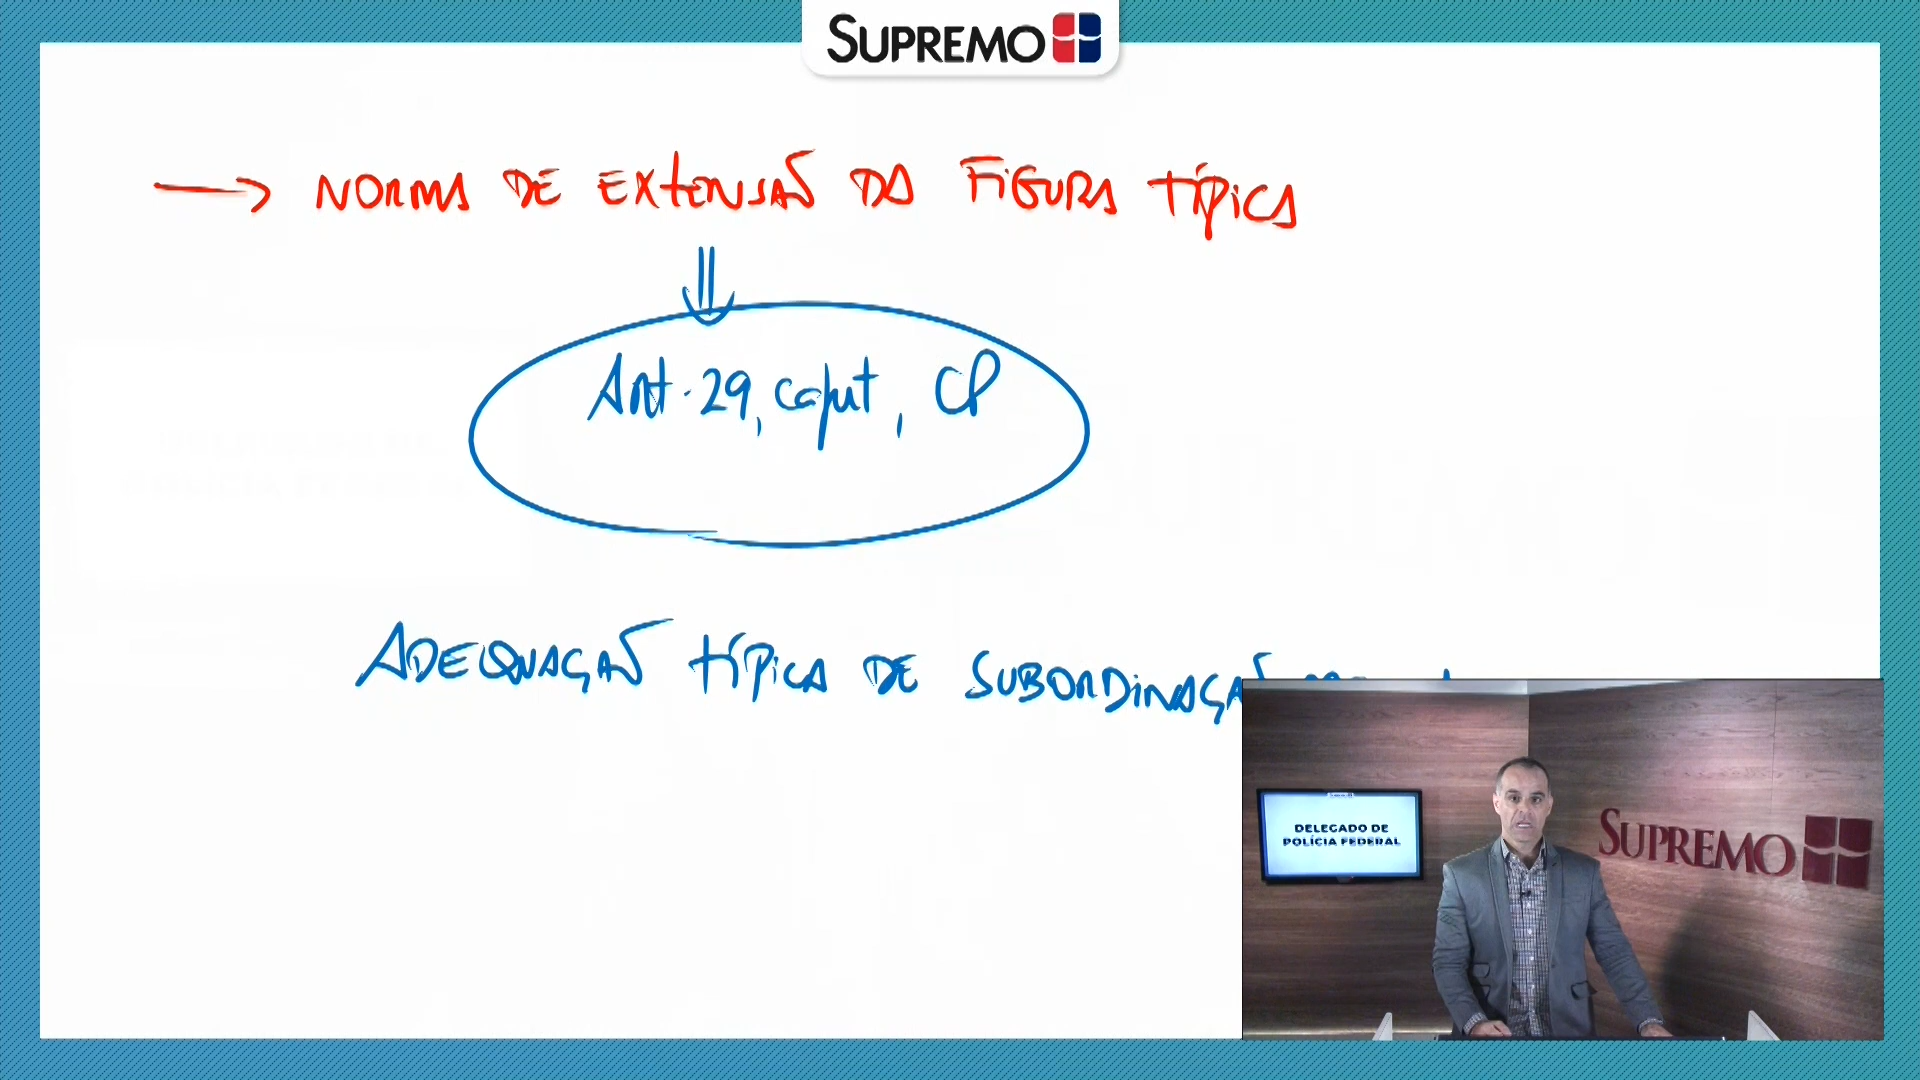 SUPREMO
→ NORMA DE EXTENSÃO DA FIGURA TÍPICA
Art. 29, caput, CP
ADEQUAÇÃO TÍPICA DE SUBORDINAÇÃO
DELEGADO DE
POLÍCIA FEDERAL
SUPREMO